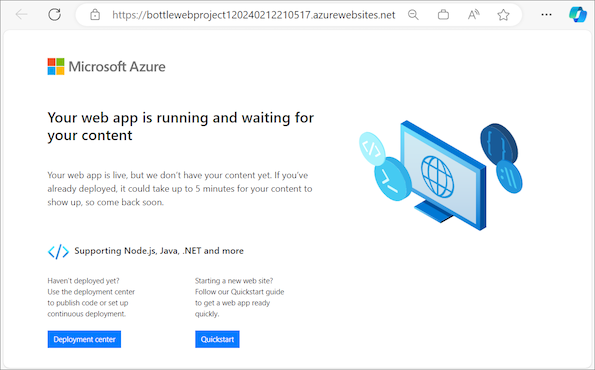 https://bottlewebproject120240212210517.azurewebsites.net
Microsoft Azure
Your web app is running and waiting for
your content
Your web app is live, but we don't have your content yet. If you've
already deployed, it could take up to 5 minutes for your content to
show up, so come back soon.
Supporting Node.js, Java, .NET and more
Haven't deployed yet?
Use the deployment center
to publish code or set up
continuous deployment.
Deployment center
Starting a new web site?
Follow our Quickstart guide
to get a web app ready
quickly.
Quickstart